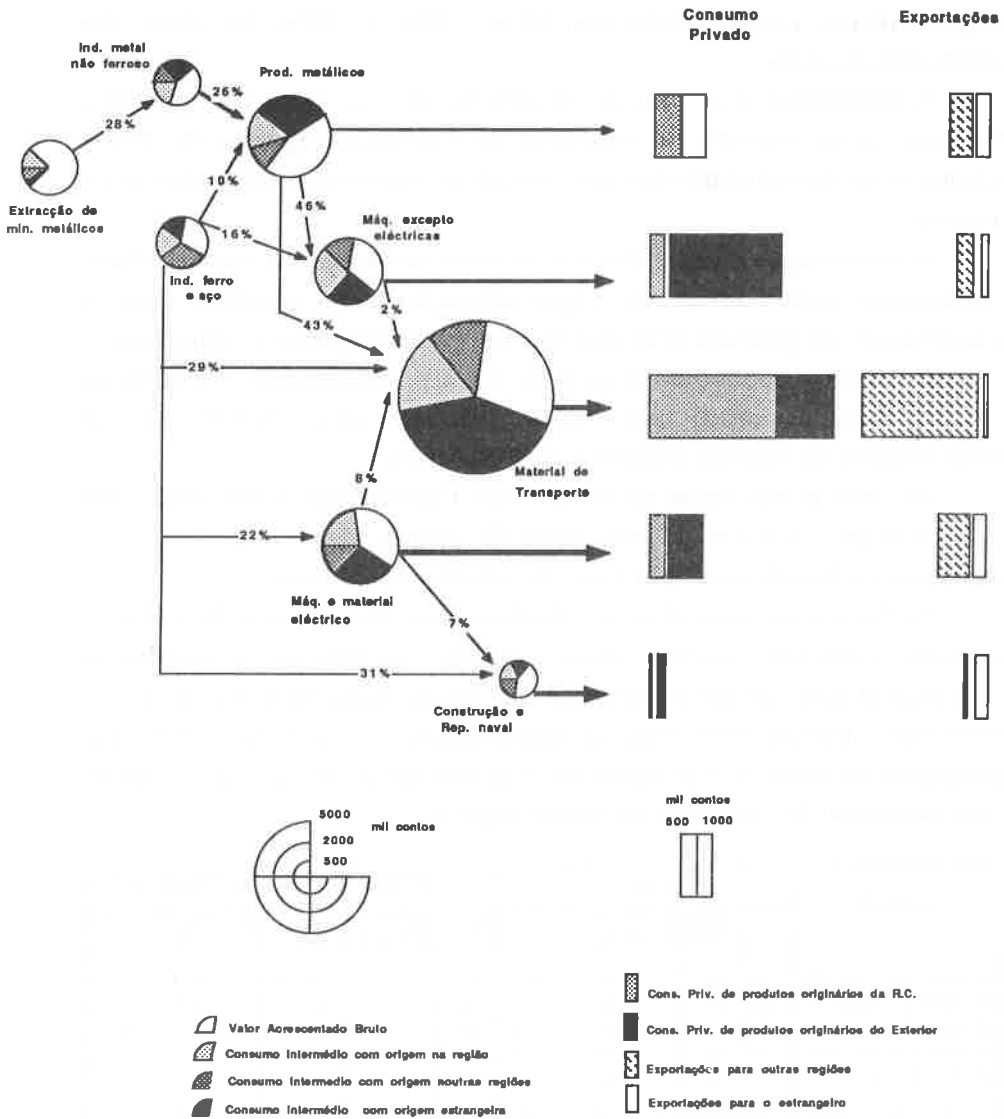 Consumo
Privado
Exportações
Ind. metal
não ferroso
Prod. metálicos
26%
28%
Extracção de
min. metálicos
10%
46%
Máq. excepto
eléctricas
16%
Ind. ferro
e aço
2%
43%
29%
Material de
Transporte
8%
22%
Máq. e material
eléctrico
7%
31%
Construção e
Rep. naval
5000
mil contos
2000
500
mil contos
500 1000
Cons. Priv. de produtos originários da R.C.
Cons. Priv. de produtos originários do Exterior
Exportações para outras regiões
Exportações para o estrangeiro
Valor Acrescentado Bruto
Consumo Intermédio com origem na região
Consumo Intermedio com origem noutras regiões
Consumo Intermédio com origem estrangeira